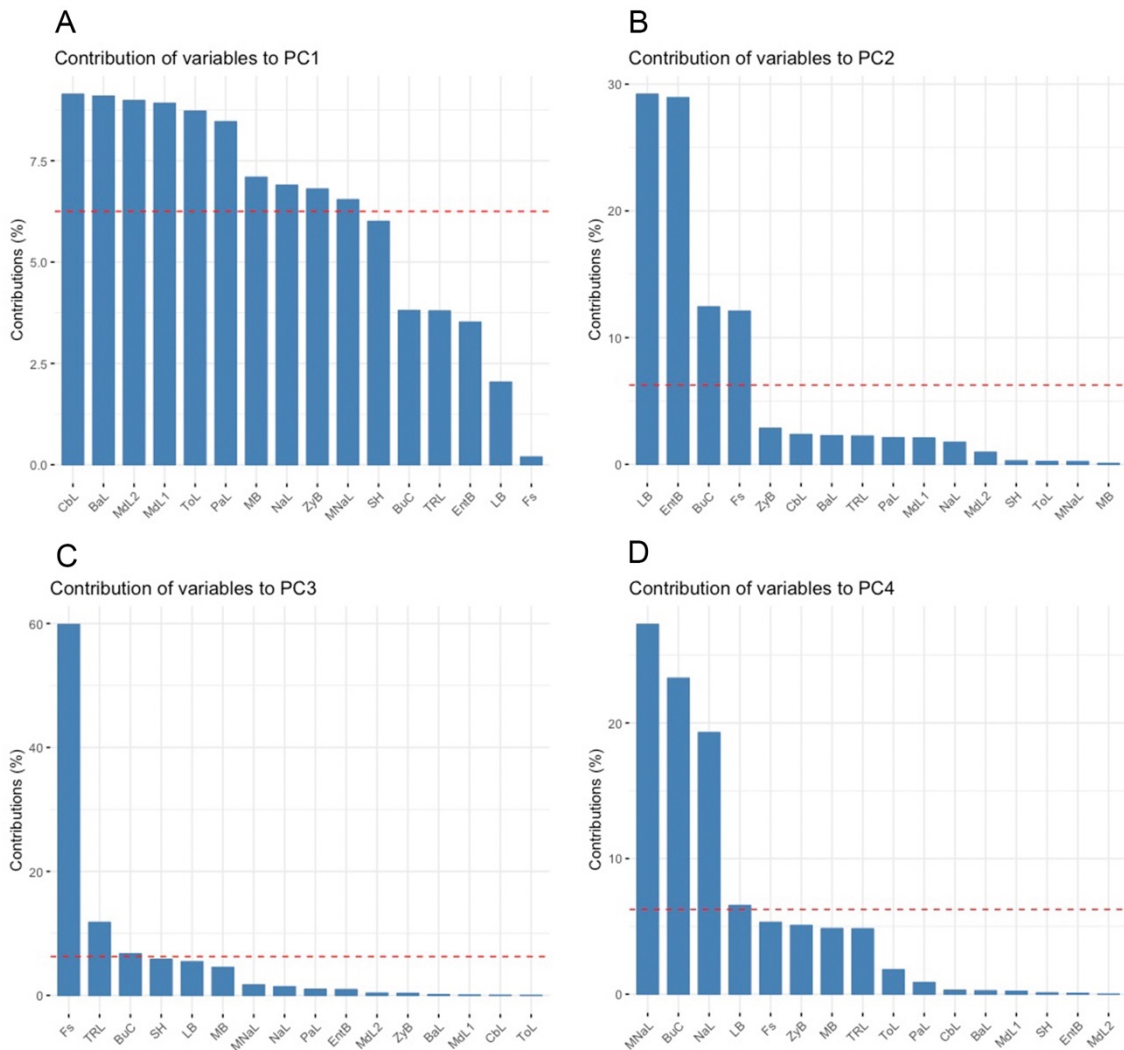 A
Contribution of variables to PC1
Contributions (%)
7.5
5.0
2.5
0.0
CbL BaL MdL2 MdL1 ToL PaL MB NaL ZyB MNaL SH BuC TRL EntB LB Fs
B
Contribution of variables to PC2
Contributions (%)
30
20
10
0
LB EntB BuC Fs ZyB CbL BaL TRL PaL MdL1 NaL MdL2 SH ToL MNaL MB
C
Contribution of variables to PC3
Contributions (%)
60
40
20
0
Fs TRL BuC SH LB MB MNaL NaL PaL EntB MdL2 ZyB BaL MdL1 CbL ToL
D
Contribution of variables to PC4
Contributions (%)
20
10
0
MNaL BuC NaL LB Fs ZyB MB TRL ToL PaL CbL BaL MdL1 SH EntB MdL2